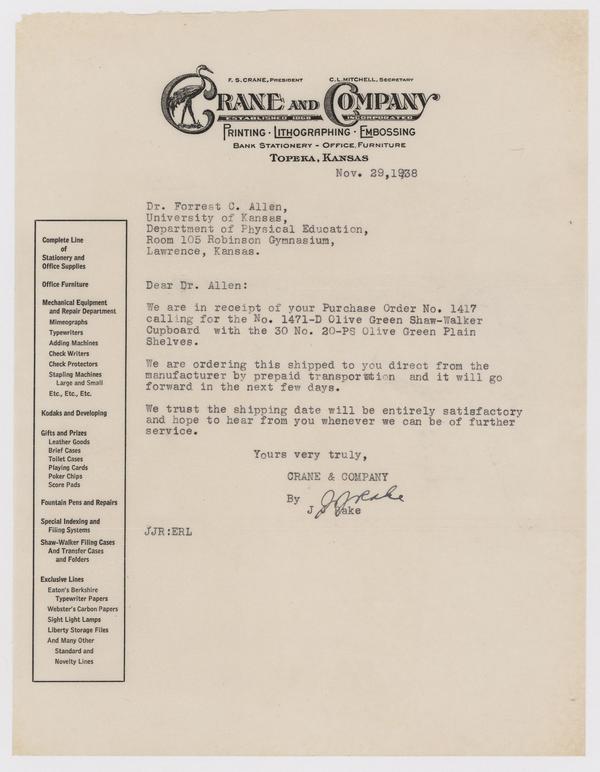 F. S. CRANE, PRESIDENT C. L. MITCHELL, SECRETARY
CRANE AND COMPANY
ESTABLISHED 1868 INCORPORATED
PRINTING · LITHOGRAPHING · EMBOSSING
BANK STATIONERY - OFFICE FURNITURE
TOPEKA, KANSAS
Nov. 29,1938
Dr. Forrest C. Allen,
University of Kansas,
Department of Physical Education,
Room 105 Robinson Gymnasium,
Lawrence, Kansas.
Dear Dr. Allen:
We are in receipt of your Purchase Order No. 1417
calling for the No. 1471-D Olive Green Shaw-Walker
Cupboard with the 30 No. 20-PS Olive Green Plain
Shelves.
We are ordering this shipped to you direct from the
manufacturer by prepaid transportation and it will go
forward in the next few days.
We trust the shipping date will be entirely satisfactory
and hope to hear from you whenever we can be of further
service.
Yours very truly,
CRANE & COMPANY
By J J Rake
J J Rake
JJR:ERL
Complete Line
of
Stationery and
Office Supplies
Office Furniture
Mechanical Equipment
and Repair Department
Mimeographs
Typewriters
Adding Machines
Check Writers
Check Protectors
Stapling Machines
Large and Small
Etc., Etc., Etc.
Kodaks and Developing
Gifts and Prizes
Leather Goods
Brief Cases
Toilet Cases
Playing Cards
Poker Chips
Score Pads
Fountain Pens and Repairs
Special Indexing and
Filing Systems
Shaw-Walker Filing Cases
And Transfer Cases
and Folders
Exclusive Lines
Eaton's Berkshire
Typewriter Papers
Webster's Carbon Papers
Sight Light Lamps
Liberty Storage Files
And Many Other
Standard and
Novelty Lines